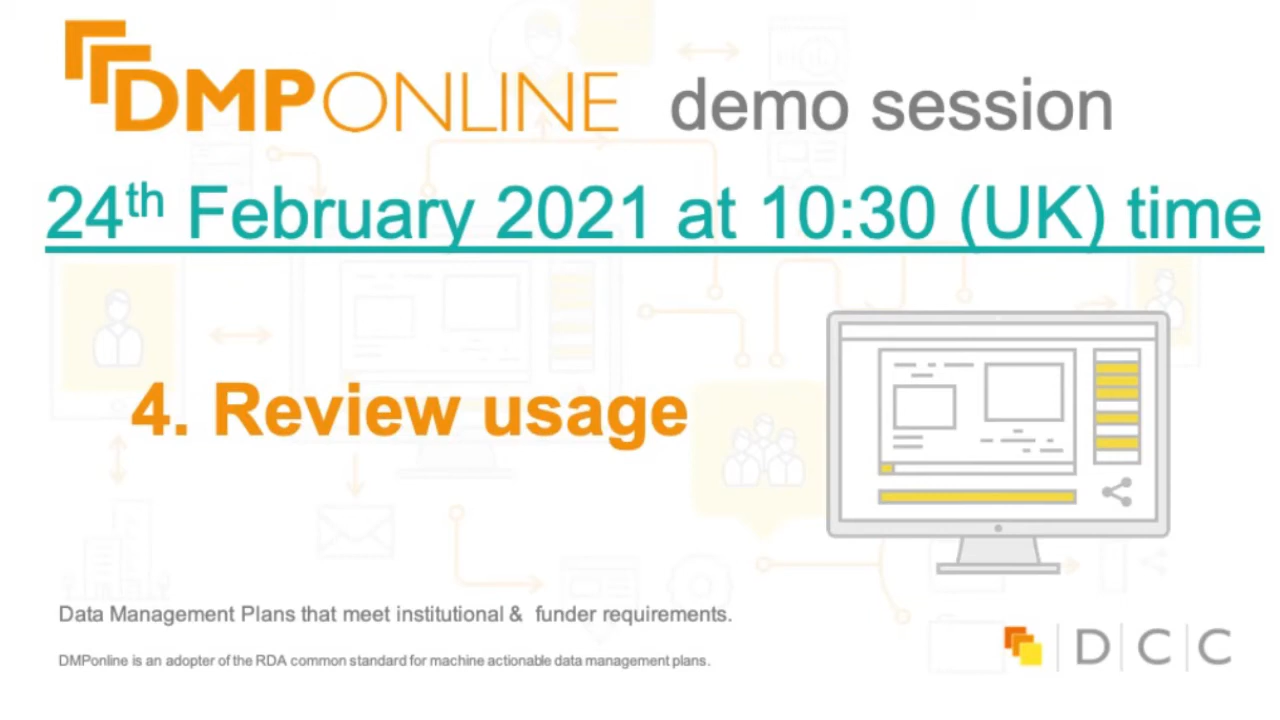 DMPONLINE demo session
24th February 2021 at 10:30 (UK) time
4. Review usage
Data Management Plans that meet institutional & funder requirements.
DMPonline is an adopter of the RDA common standard for machine actionable data management plans.
DCC